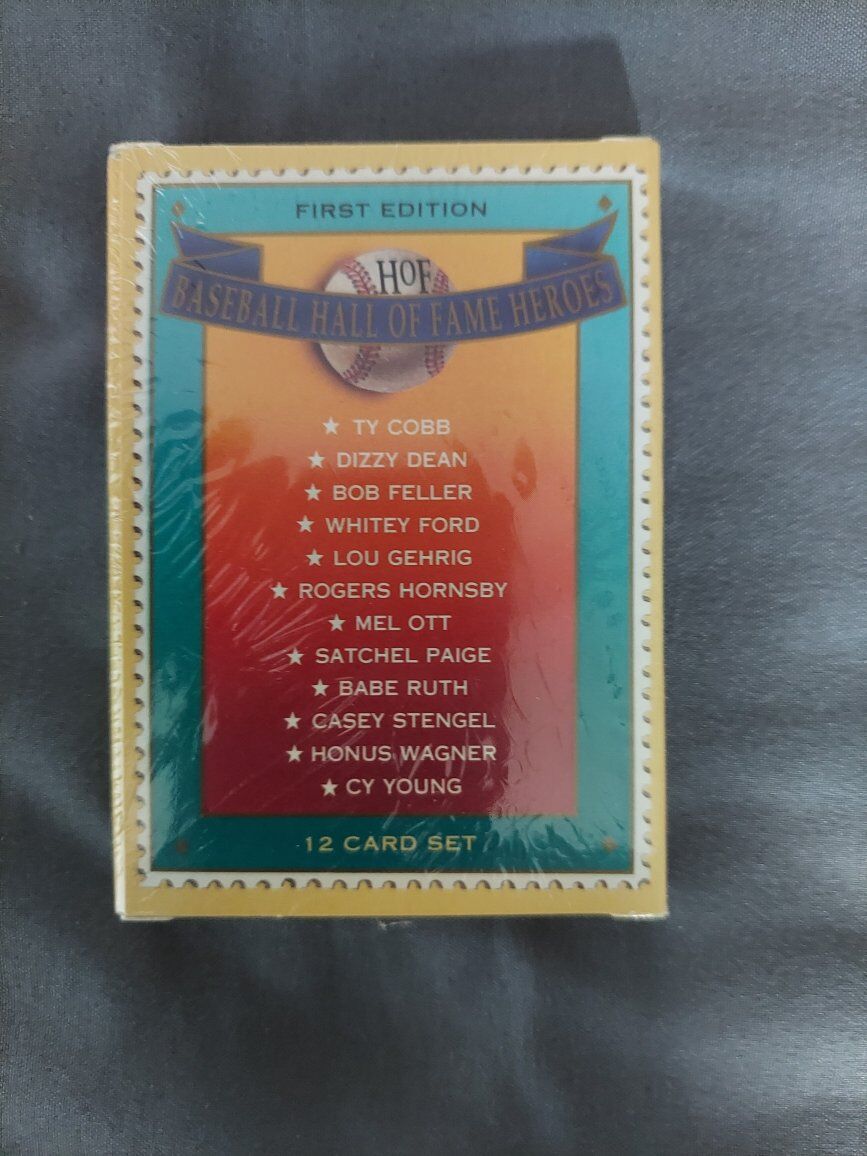 FIRST EDITION
HOF
BASEBALL HALL OF FAME HEROES
★ TY COBB
★ DIZZY DEAN
★ BOB FELLER
★ WHITEY FORD
★ LOU GEHRIG
★ ROGERS HORNSBY
★ MEL OTT
★ SATCHEL PAIGE
★ BABE RUTH
★ CASEY STENGEL
★ HONUS WAGNER
★ CY YOUNG
12 CARD SET